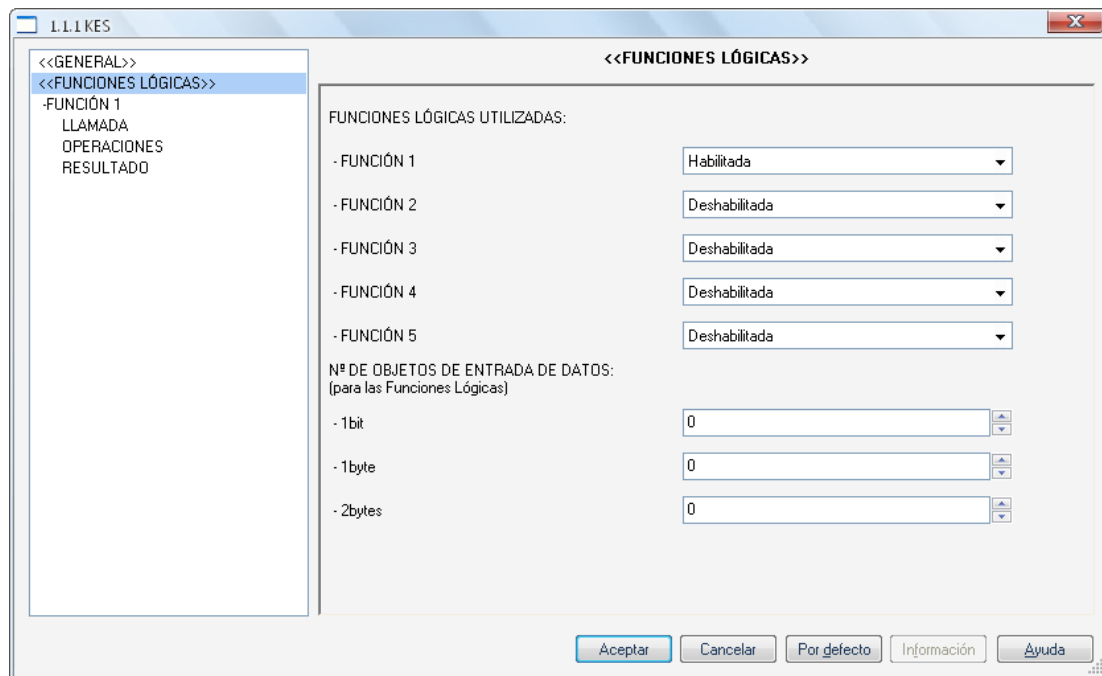 1.1.1 KES
<<GENERAL>>
<<FUNCIONES LÓGICAS>>
-FUNCIÓN 1
LLAMADA
OPERACIONES
RESULTADO
<<FUNCIONES LÓGICAS>>
FUNCIONES LÓGICAS UTILIZADAS:
- FUNCIÓN 1 Habilitada
- FUNCIÓN 2 Deshabilitada
- FUNCIÓN 3 Deshabilitada
- FUNCIÓN 4 Deshabilitada
- FUNCIÓN 5 Deshabilitada
Nº DE OBJETOS DE ENTRADA DE DATOS:
(para las Funciones Lógicas)
- 1bit 0
- 1byte 0
- 2bytes 0
Aceptar Cancelar Por defecto Información Ayuda